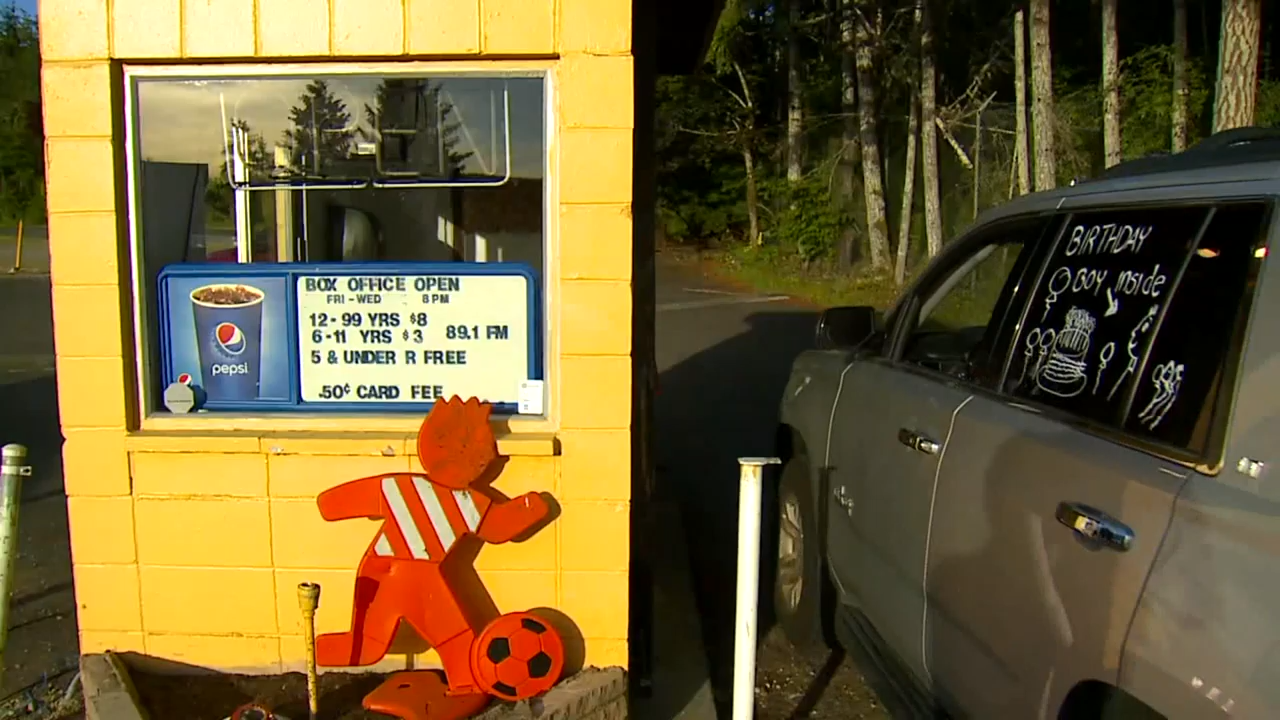 OPEN
BOX OFFICE OPEN
FRI-WED 8PM
12-99 YRS $8
6-11 YRS $3 89.1 FM
5 & UNDER R FREE
.50¢ CARD FEE
pepsi
BIRTHDAY
BOY inside